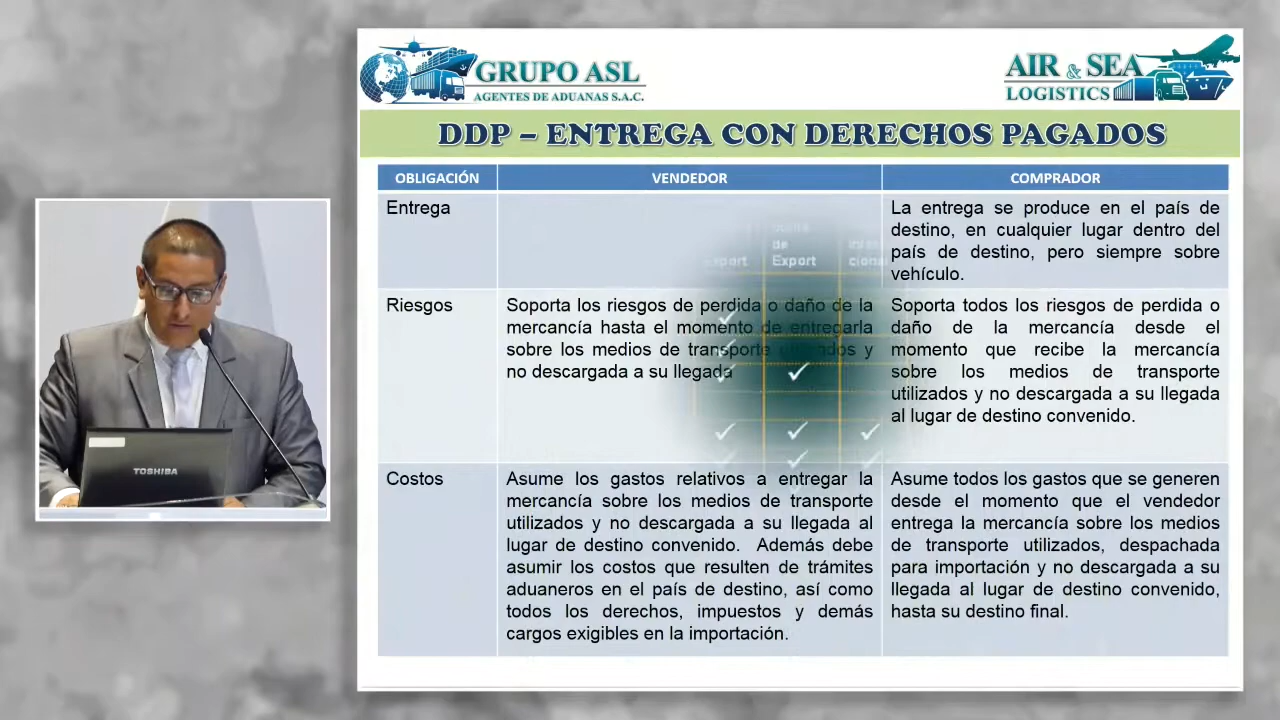 GRUPO ASL
AGENTES DE ADUANAS S.A.C.
AIR & SEA
LOGISTICS
DDP – ENTREGA CON DERECHOS PAGADOS
OBLIGACIÓN
VENDEDOR
COMPRADOR
Entrega
La entrega se produce en el país de
destino, en cualquier lugar dentro del
país de destino, pero siempre sobre
vehículo.
de
Export
Riesgos
Soporta los riesgos de perdida o daño de la
mercancía hasta el momento de entregarla
sobre los medios de transporte utilizados y
no descargada a su llegada
Soporta todos los riesgos de perdida o
daño de la mercancía desde el
momento que recibe la mercancía
sobre los medios de transporte
utilizados y no descargada a su llegada
al lugar de destino convenido.
Costos
Asume los gastos relativos a entregar la
mercancía sobre los medios de transporte
utilizados y no descargada a su llegada al
lugar de destino convenido. Además debe
asumir los costos que resulten de trámites
aduaneros en el país de destino, así como
todos los derechos, impuestos y demás
cargos exigibles en la importación.
Asume todos los gastos que se generen
desde el momento que el vendedor
entrega la mercancía sobre los medios
de transporte utilizados, despachada
para importación y no descargada a su
llegada al lugar de destino convenido,
hasta su destino final.
TOSHIBA